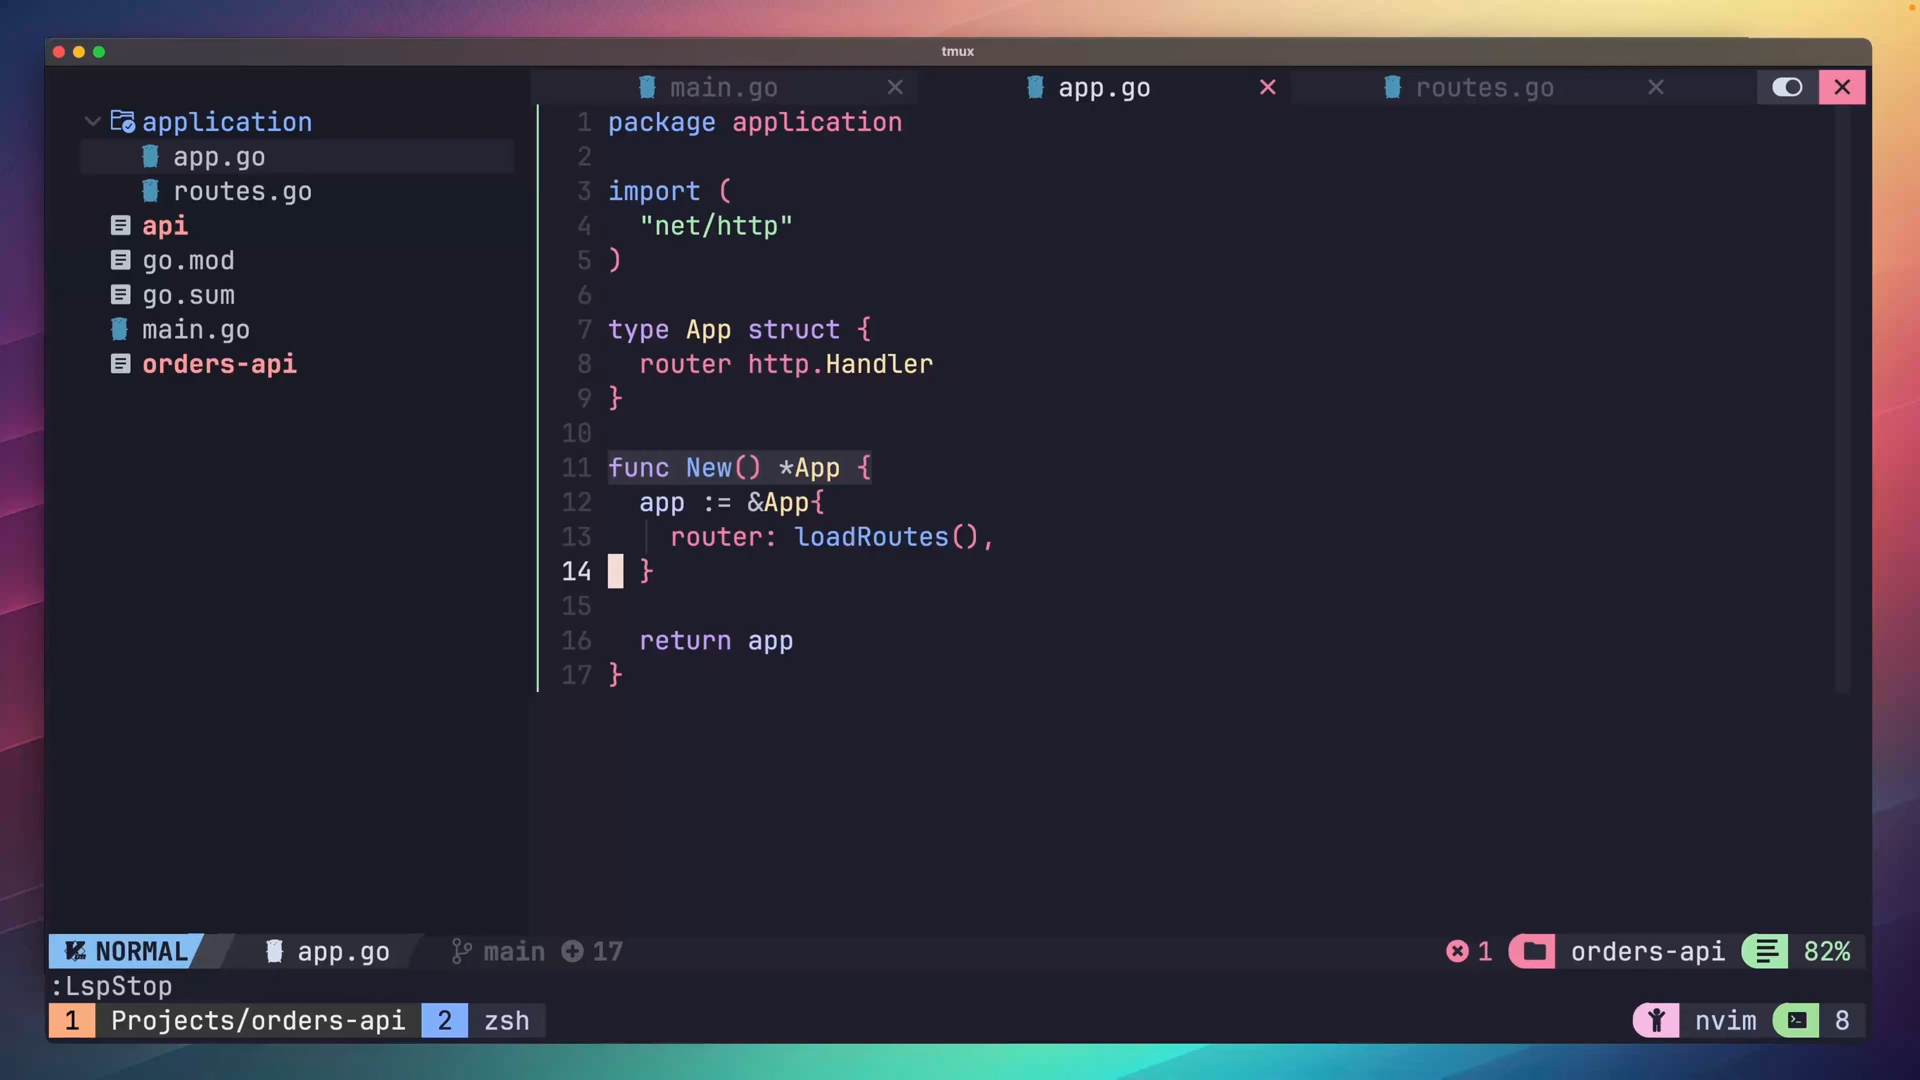 tmux
main.go
app.go
routes.go
application
app.go
routes.go
api
go.mod
go.sum
main.go
orders-api
1 package application
2
3 import (
4 "net/http"
5 )
6
7 type App struct {
8 router http.Handler
9 }
10
11 func New() *App {
12 app := &App{
13 router: loadRoutes(),
14 }
15
16 return app
17 }
NORMAL app.go main 17 1 orders-api 82%
:LspStop
1 Projects/orders-api 2 zsh nvim 8